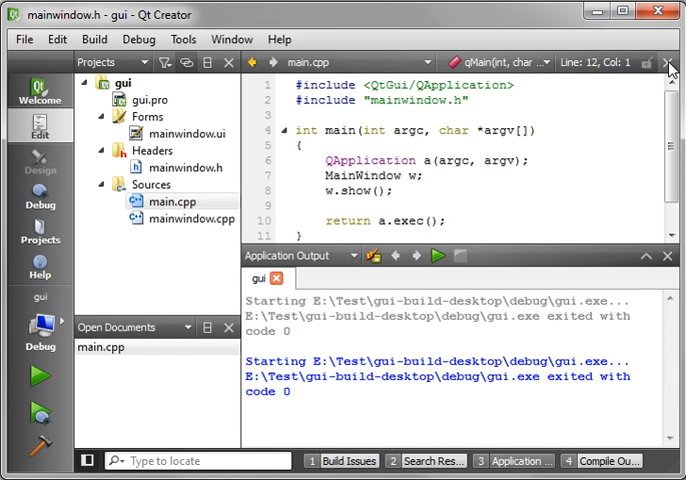 mainwindow.h - gui - Qt Creator
File Edit Build Debug Tools Window Help
Projects
main.cpp
qMain(int, char ...
Line: 12, Col: 1
Welcome
Edit
Design
Debug
Projects
Help
gui
Debug
gui
gui.pro
Forms
mainwindow.ui
Headers
mainwindow.h
Sources
main.cpp
mainwindow.cpp
Open Documents
main.cpp
1 #include <QtGui/QApplication>
2 #include "mainwindow.h"
3
4 int main(int argc, char *argv[])
5 {
6 QApplication a(argc, argv);
7 MainWindow w;
8 w.show();
9
10 return a.exec();
11 }
Application Output
gui
Starting E:\Test\gui-build-desktop\debug\gui.exe...
E:\Test\gui-build-desktop\debug\gui.exe exited with
code 0
Starting E:\Test\gui-build-desktop\debug\gui.exe...
E:\Test\gui-build-desktop\debug\gui.exe exited with
code 0
Type to locate
1 Build Issues
2 Search Res...
3 Application ...
4 Compile Ou...